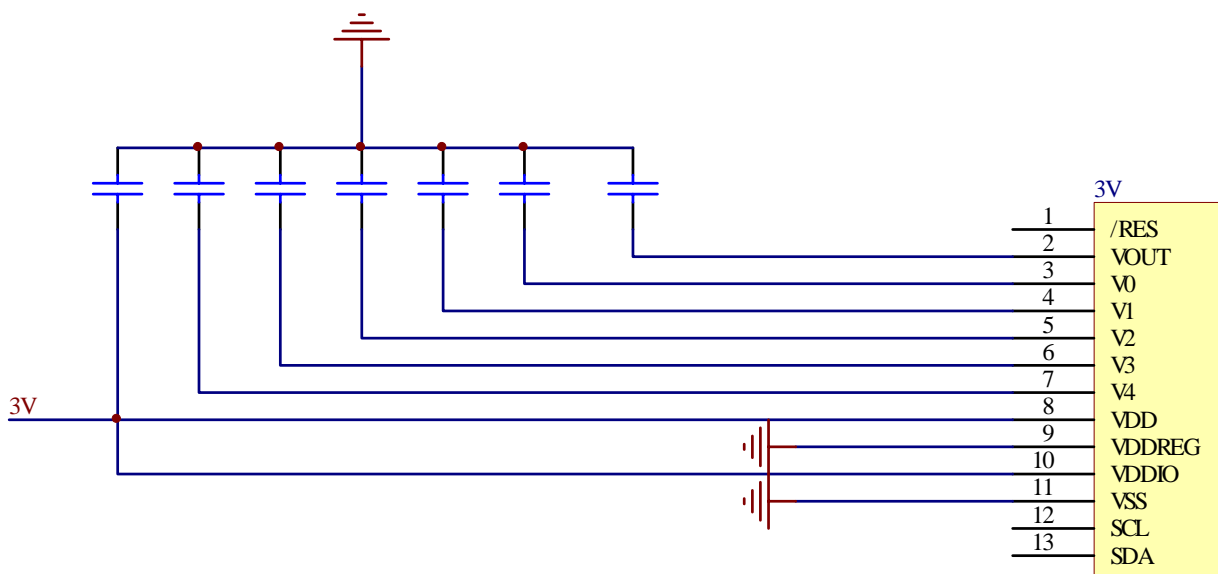 3V
1 /RES
2 VOUT
3 V0
4 V1
5 V2
6 V3
7 V4
3V
8 VDD
9 VDDREG
10 VDDIO
11 VSS
12 SCL
13 SDA